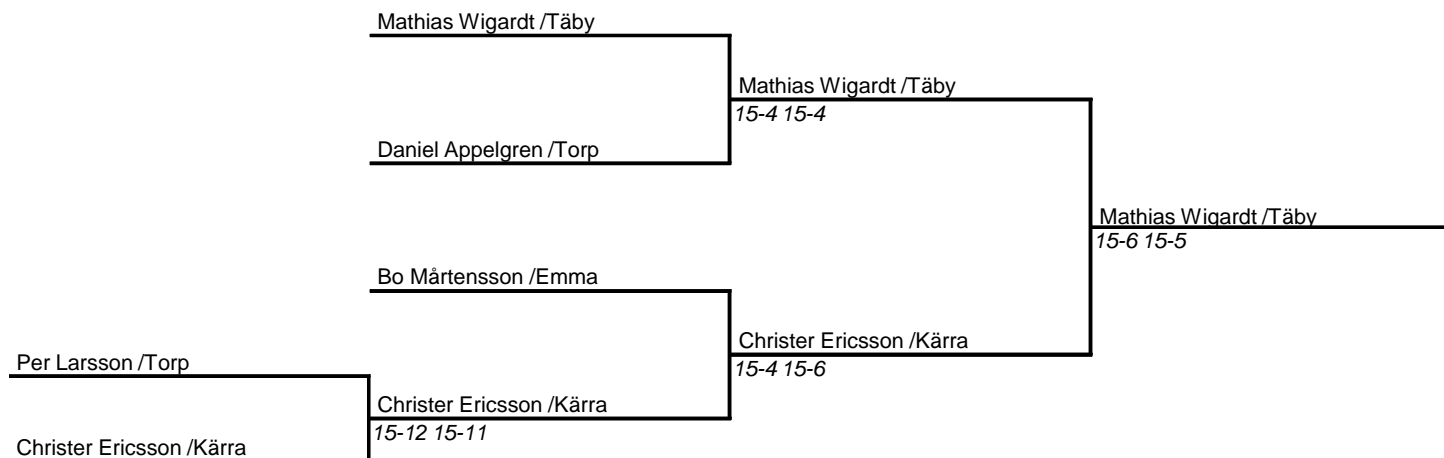 Mathias Wigardt /Täby
Mathias Wigardt /Täby
15-4 15-4
Daniel Appelgren /Torp
Mathias Wigardt /Täby
15-6 15-5
Bo Mårtensson /Emma
Christer Ericsson /Kärra
15-4 15-6
Per Larsson /Torp
Christer Ericsson /Kärra
15-12 15-11
Christer Ericsson /Kärra